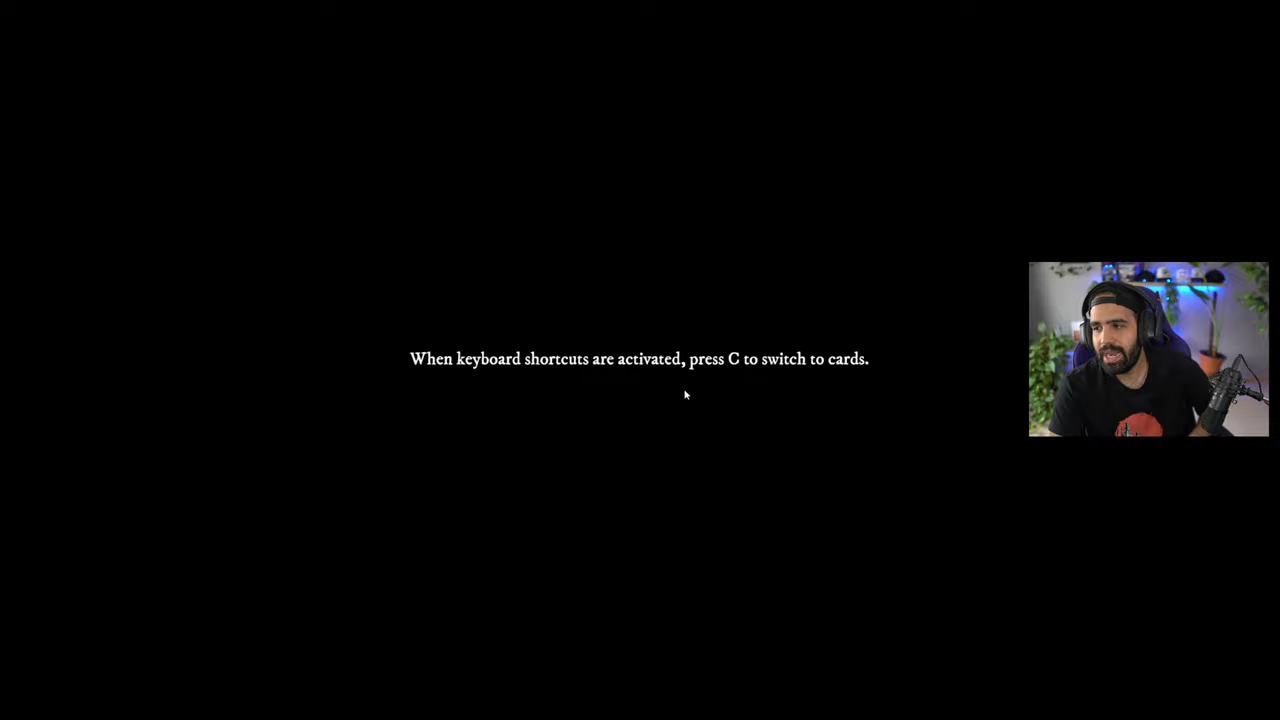 When keyboard shortcuts are activated, press C to switch to cards.